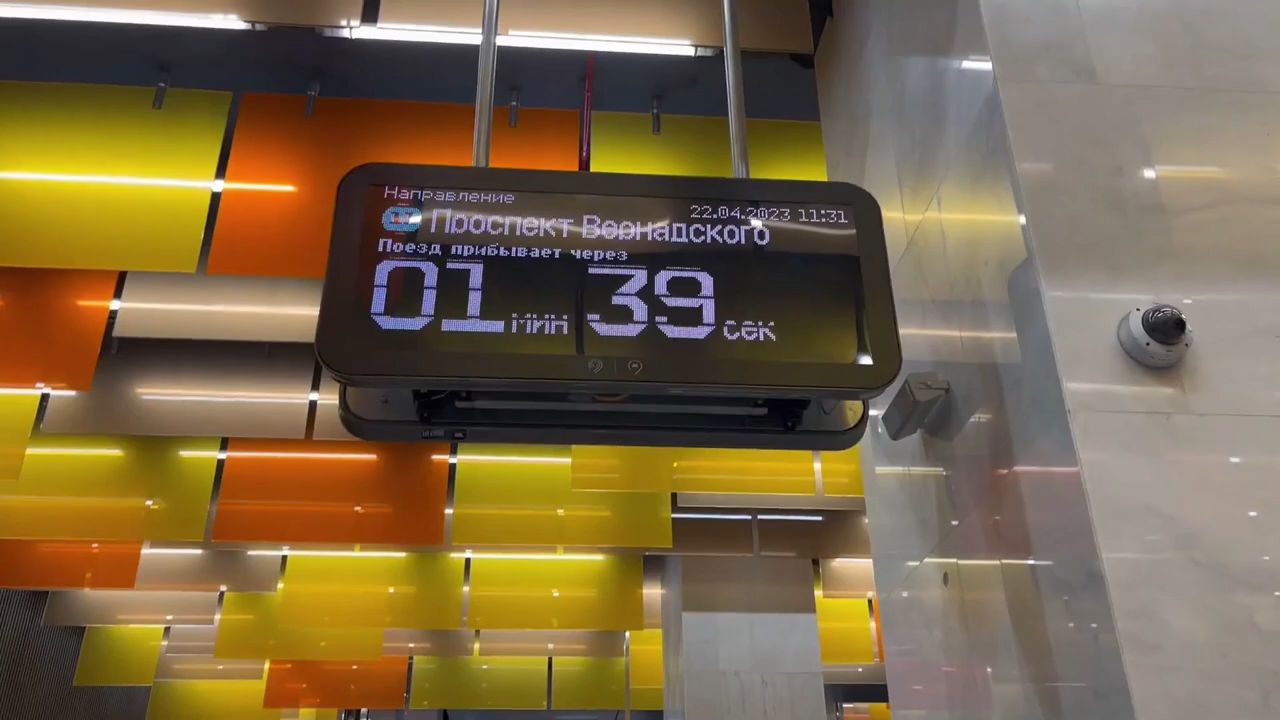 Направление
22.04.2023 11:31
Проспект Вернадского
Поезд прибывает через
01 мин 39 сек